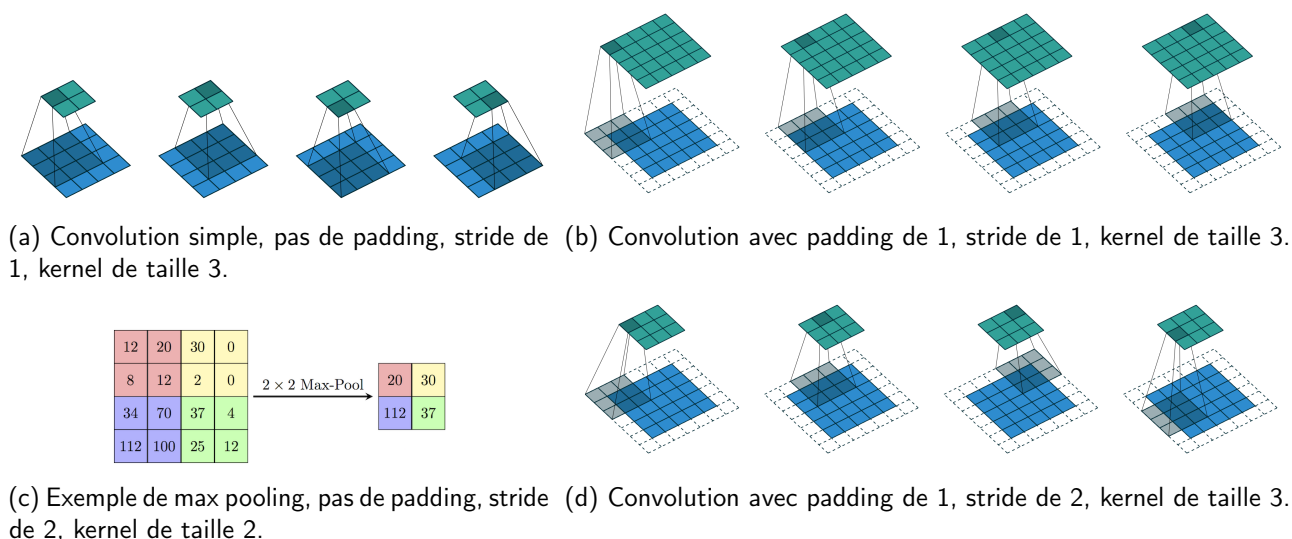 (a) Convolution simple, pas de padding, stride de
1, kernel de taille 3.
(b) Convolution avec padding de 1, stride de 1, kernel de taille 3.
12 20 30 0
8 12 2 0
34 70 37 4
112 100 25 12
2 × 2 Max-Pool
20 30
112 37
(c) Exemple de max pooling, pas de padding, stride
de 2, kernel de taille 2.
(d) Convolution avec padding de 1, stride de 2, kernel de taille 3.